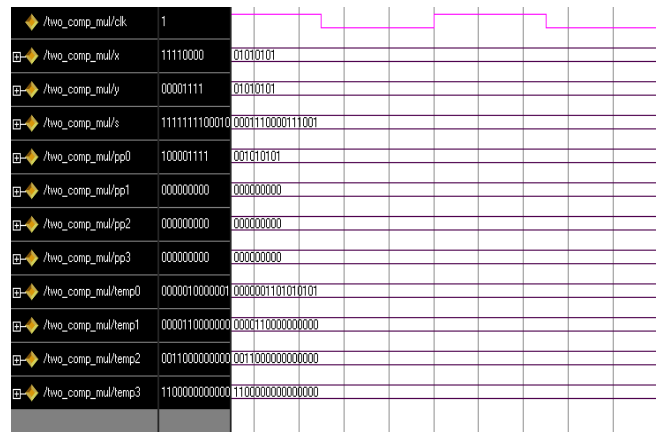 /two_comp_mul/clk 1
/two_comp_mul/x 11110000 01010101
/two_comp_mul/y 00001111 01010101
/two_comp_mul/s 1111111100010 0001110000111001
/two_comp_mul/pp0 100001111 001010101
/two_comp_mul/pp1 000000000 000000000
/two_comp_mul/pp2 000000000 000000000
/two_comp_mul/pp3 000000000 000000000
/two_comp_mul/temp0 0000010000001 0000001101010101
/two_comp_mul/temp1 0000110000000 0000110000000000
/two_comp_mul/temp2 0011000000000 0011000000000000
/two_comp_mul/temp3 1100000000000 1100000000000000